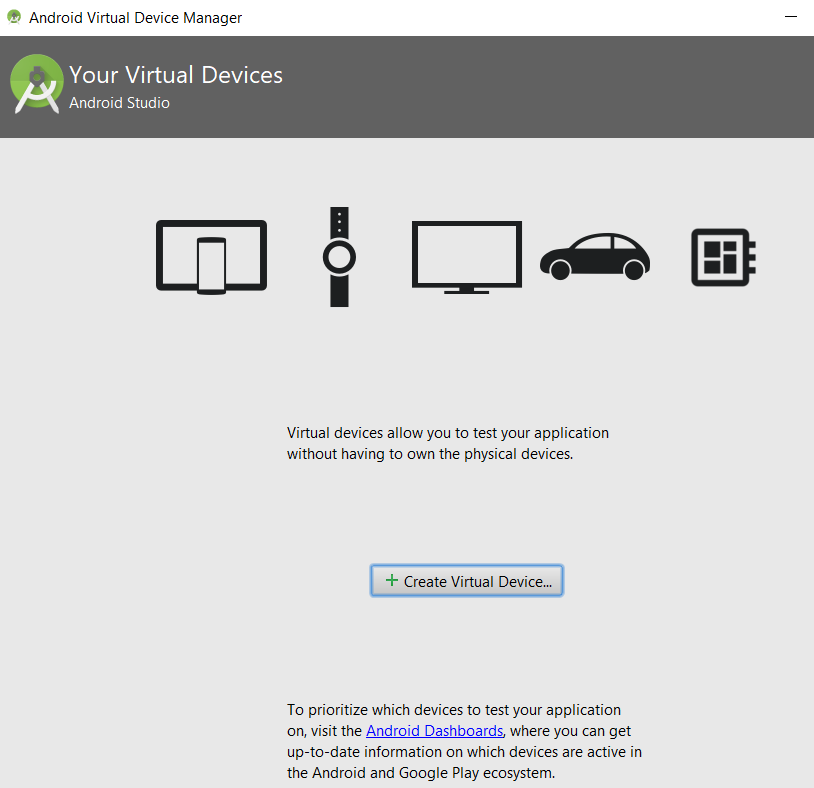 Android Virtual Device Manager
Your Virtual Devices
Android Studio
Virtual devices allow you to test your application
without having to own the physical devices.
+ Create Virtual Device...
To prioritize which devices to test your application
on, visit the Android Dashboards, where you can get
up-to-date information on which devices are active in
the Android and Google Play ecosystem.